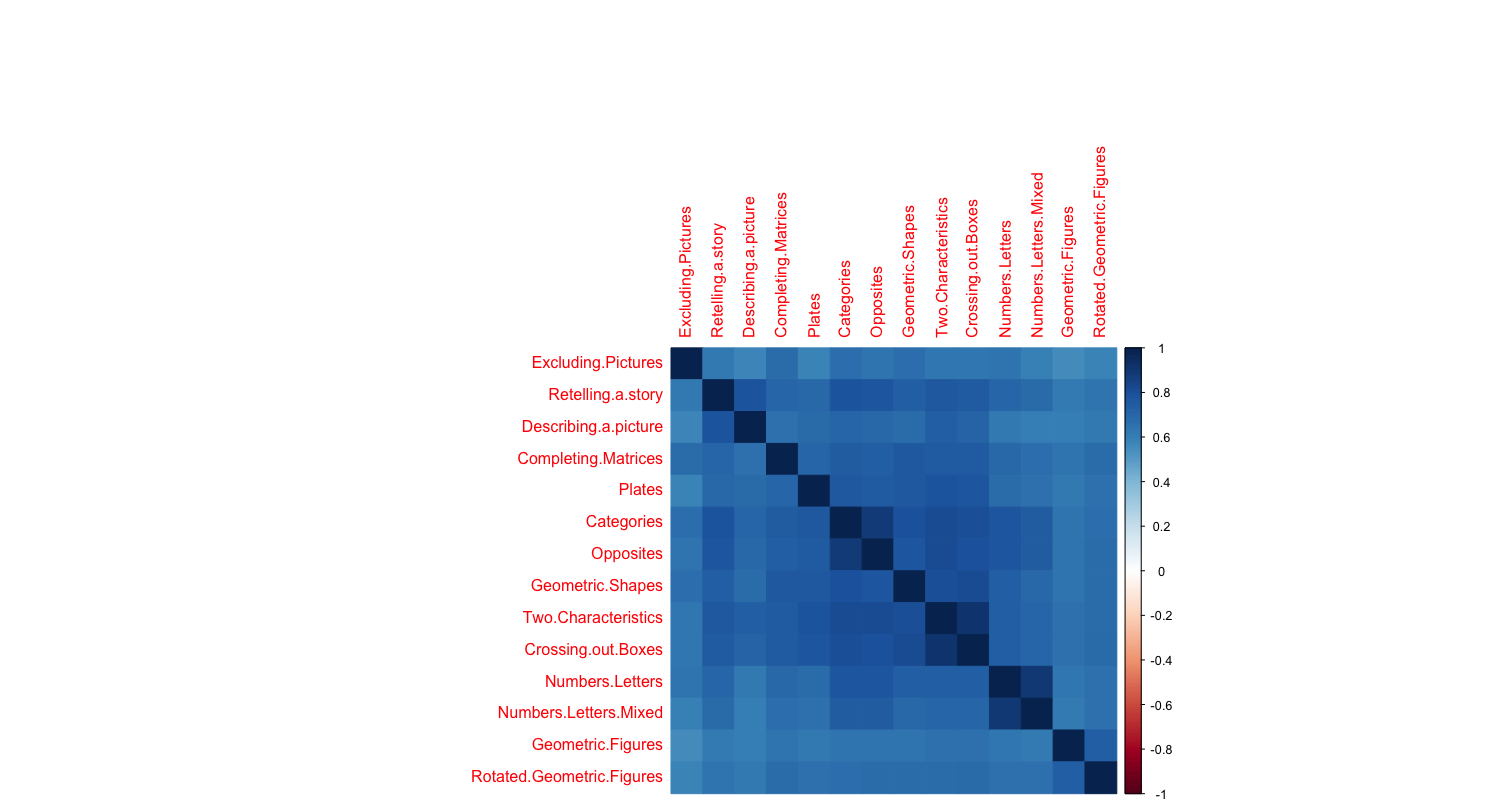 Excluding.Pictures
Retelling.a.story
Describing.a.picture
Completing.Matrices
Plates
Categories
Opposites
Geometric.Shapes
Two.Characteristics
Crossing.out.Boxes
Numbers.Letters
Numbers.Letters.Mixed
Geometric.Figures
Rotated.Geometric.Figures
Excluding.Pictures
Retelling.a.story
Describing.a.picture
Completing.Matrices
Plates
Categories
Opposites
Geometric.Shapes
Two.Characteristics
Crossing.out.Boxes
Numbers.Letters
Numbers.Letters.Mixed
Geometric.Figures
Rotated.Geometric.Figures
1
0.8
0.6
0.4
0.2
0
-0.2
-0.4
-0.6
-0.8
-1